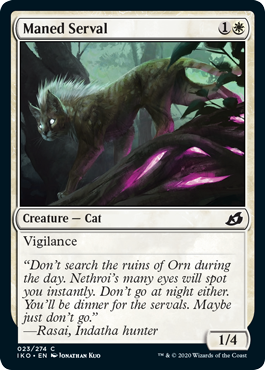 Maned Serval 1
Creature — Cat
Vigilance
“Don’t search the ruins of Orn during
the day. Nethroi’s many eyes will spot
you instantly. Don’t go at night either.
You’ll be dinner for the servals. Maybe
just don’t go.”
—Rasai, Indatha hunter
1/4
023/274 C
IKO • EN Jonathan Kuo
™ & © 2020 Wizards of the Coast